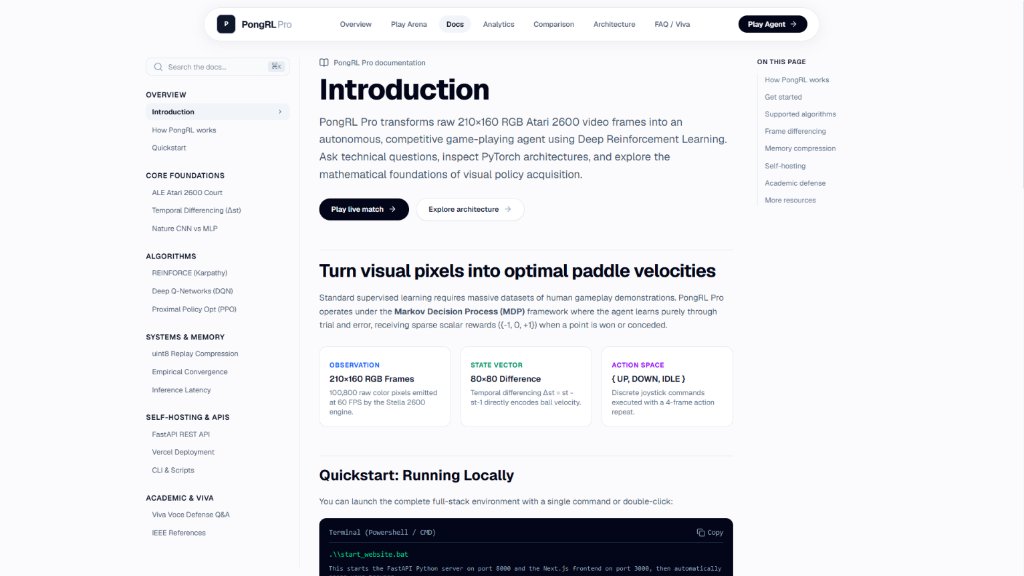 P PongRL Pro Overview Play Arena Docs Analytics Comparison Architecture FAQ / Viva Play Agent →
Search the docs... ⌘K
OVERVIEW
Introduction
How PongRL works
Quickstart
CORE FOUNDATIONS
ALE Atari 2600 Court
Temporal Differencing (Δst)
Nature CNN vs MLP
ALGORITHMS
REINFORCE (Karpathy)
Deep Q-Networks (DQN)
Proximal Policy Opt (PPO)
SYSTEMS & MEMORY
uint8 Replay Compression
Empirical Convergence
Inference Latency
SELF-HOSTING & APIS
FastAPI REST API
Vercel Deployment
CLI & Scripts
ACADEMIC & VIVA
Viva Voce Defense Q&A
IEEE References
PongRL Pro documentation
Introduction
PongRL Pro transforms raw 210×160 RGB Atari 2600 video frames into an
autonomous, competitive game-playing agent using Deep Reinforcement Learning.
Ask technical questions, inspect PyTorch architectures, and explore the
mathematical foundations of visual policy acquisition.
Play live match →
Explore architecture →
Turn visual pixels into optimal paddle velocities
Standard supervised learning requires massive datasets of human gameplay demonstrations. PongRL Pro
operates under the Markov Decision Process (MDP) framework where the agent learns purely through
trial and error, receiving sparse scalar rewards ({-1, 0, +1}) when a point is won or conceded.
OBSERVATION
210×160 RGB Frames
100,800 raw color pixels emitted
at 60 FPS by the Stella 2600
engine.
STATE VECTOR
80×80 Difference
Temporal differencing Δst = st −
st-1 directly encodes ball velocity.
ACTION SPACE
{ UP, DOWN, IDLE }
Discrete joystick commands
executed with a 4-frame action
repeat.
Quickstart: Running Locally
You can launch the complete full-stack environment with a single command or double-click:
Terminal (Powershell / CMD) Copy
.\\start_website.bat
This starts the FastAPI Python server on port 8000 and the Next.js frontend on port 3000, then automatically
ON THIS PAGE
How PongRL works
Get started
Supported algorithms
Frame differencing
Memory compression
Self-hosting
Academic defense
More resources